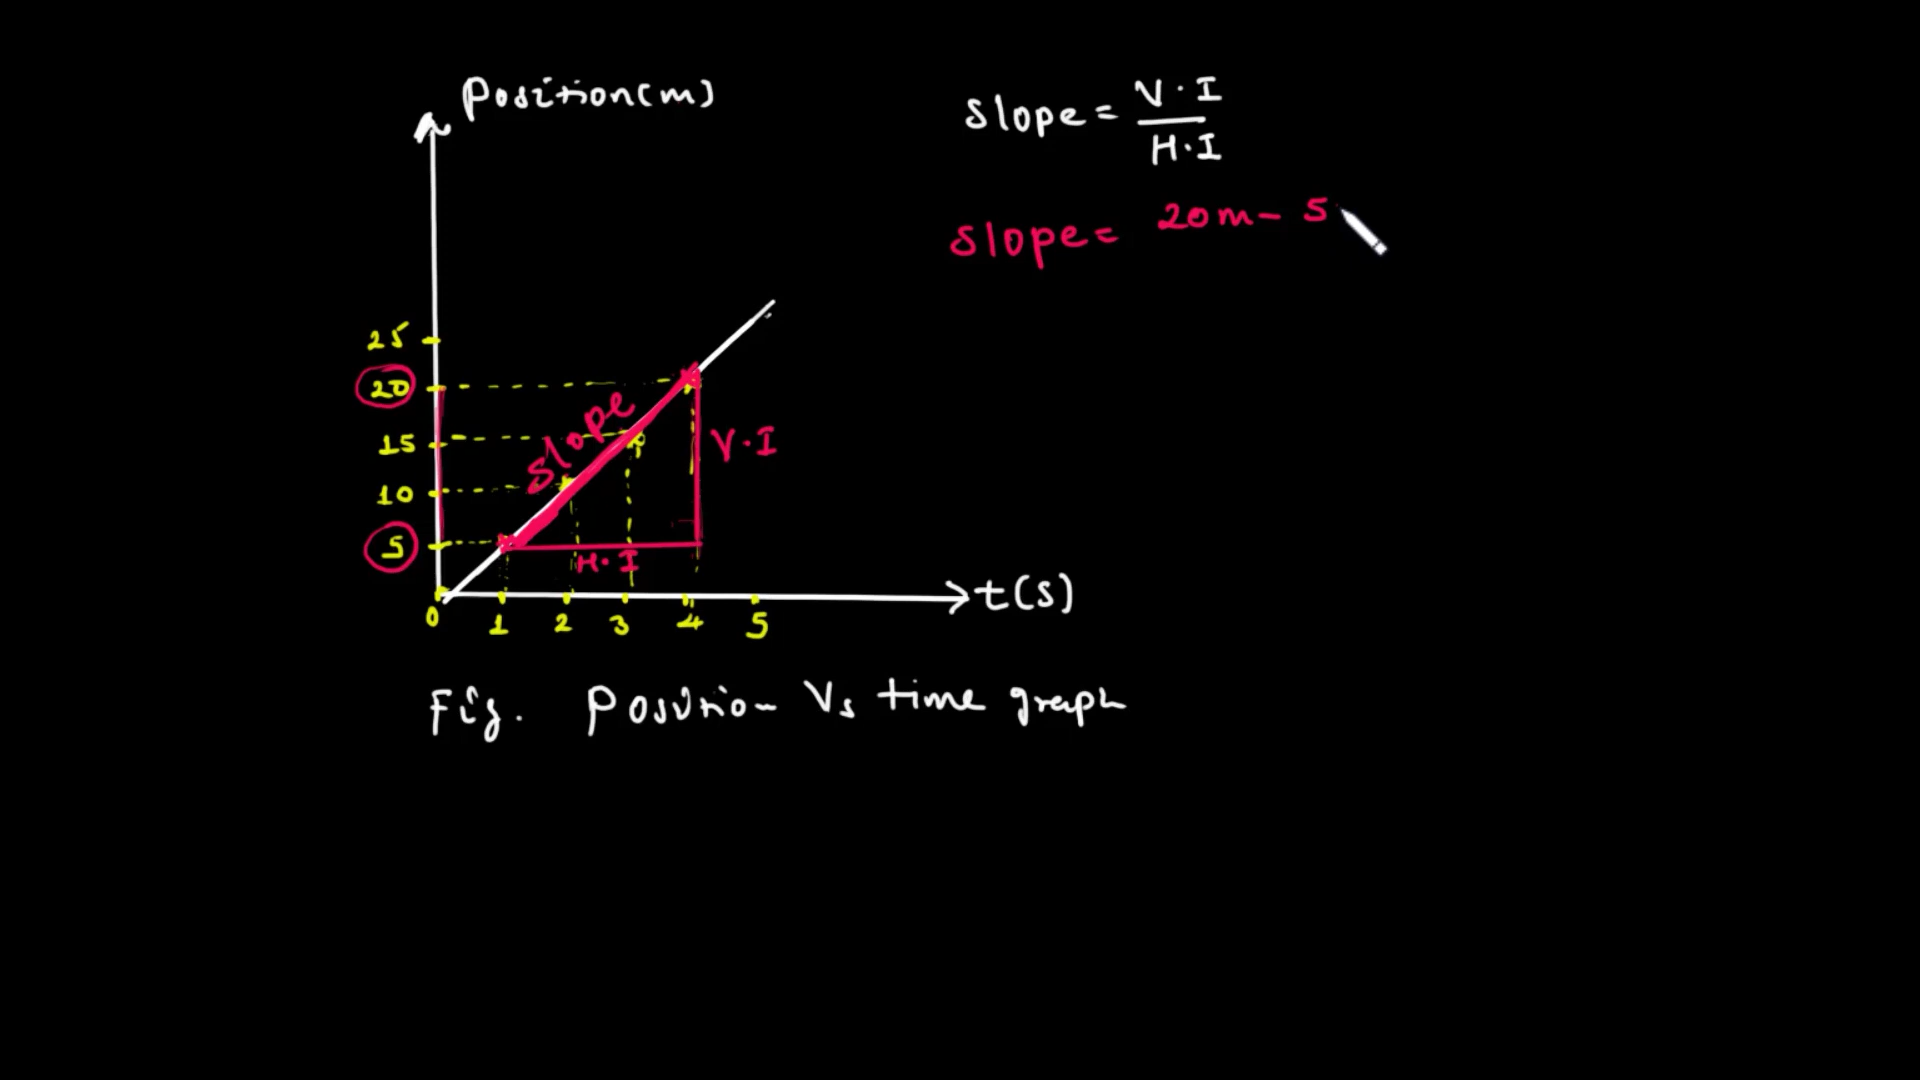 Position(m)
slope = V.I
H.I
slope = 20m - 5
25
20
15
10
5
slope
V.I
H.I
0 1 2 3 4 5
t(s)
Fig. Position Vs time graph